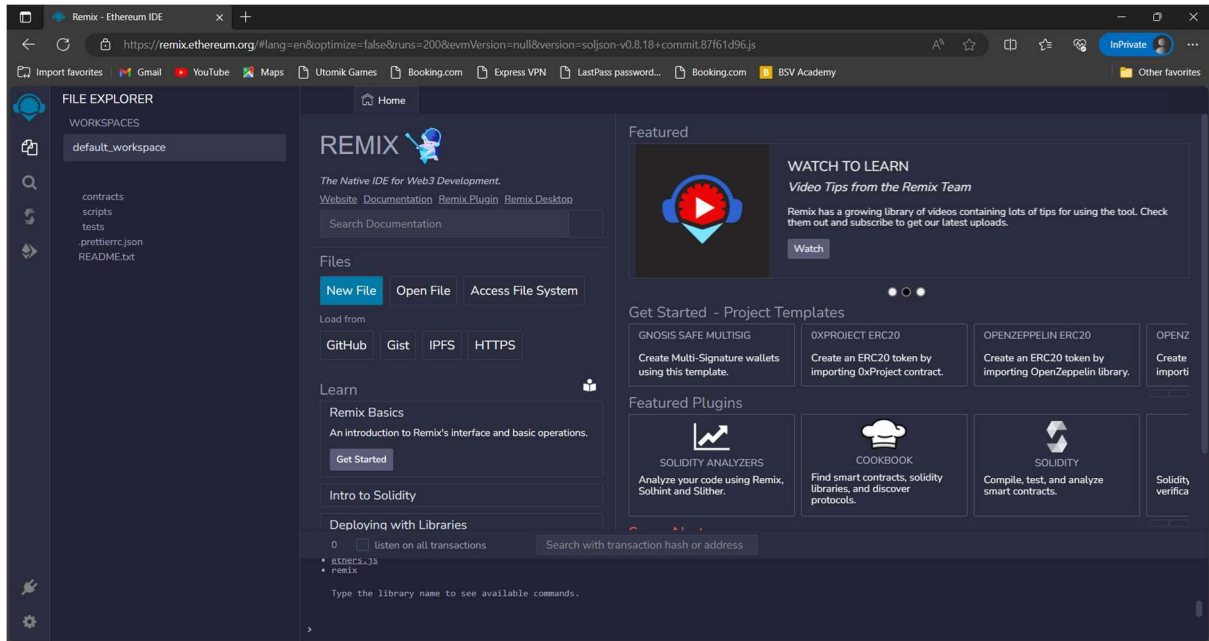 Remix - Ethereum IDE
https://remix.ethereum.org/#lang=en&optimize=false&runs=200&evmVersion=null&version=soljson-v0.8.18+commit.87f61d96.js
InPrivate
Import favorites
Gmail
YouTube
Maps
Utomik Games
Booking.com
Express VPN
LastPass password...
Booking.com
BSV Academy
Other favorites
FILE EXPLORER
WORKSPACES
default_workspace
contracts
scripts
tests
.prettierrc.json
README.txt
Home
REMIX
The Native IDE for Web3 Development.
Website Documentation Remix Plugin Remix Desktop
Search Documentation
Files
New File
Open File
Access File System
Load from
GitHub
Gist
IPFS
HTTPS
Learn
Remix Basics
An introduction to Remix's interface and basic operations.
Get Started
Intro to Solidity
Deploying with Libraries
Featured
WATCH TO LEARN
Video Tips from the Remix Team
Remix has a growing library of videos containing lots of tips for using the tool. Check
them out and subscribe to get our latest
uploads.
Watch
Get Started - Project Templates
GNOSIS SAFE MULTISIG
Create Multi-Signature wallets
using this template.
0XPROJECT ERC20
Create an ERC20 token by
importing 0xProject contract.
OPENZEPPELIN ERC20
Create an ERC20 token by
importing OpenZeppelin library.
OPENZ
Create
importi
Featured Plugins
SOLIDITY ANALYZERS
Analyze your code using Remix,
Solhint and Slither.
COOKBOOK
Find smart contracts, solidity
libraries, and discover
protocols.
SOLIDITY
Compile, test, and analyze
smart contracts.
Solidity
verifica
0
listen on all transactions
Search with transaction hash or address
• ethers.js
• remix
Type the library name to see available commands.
>